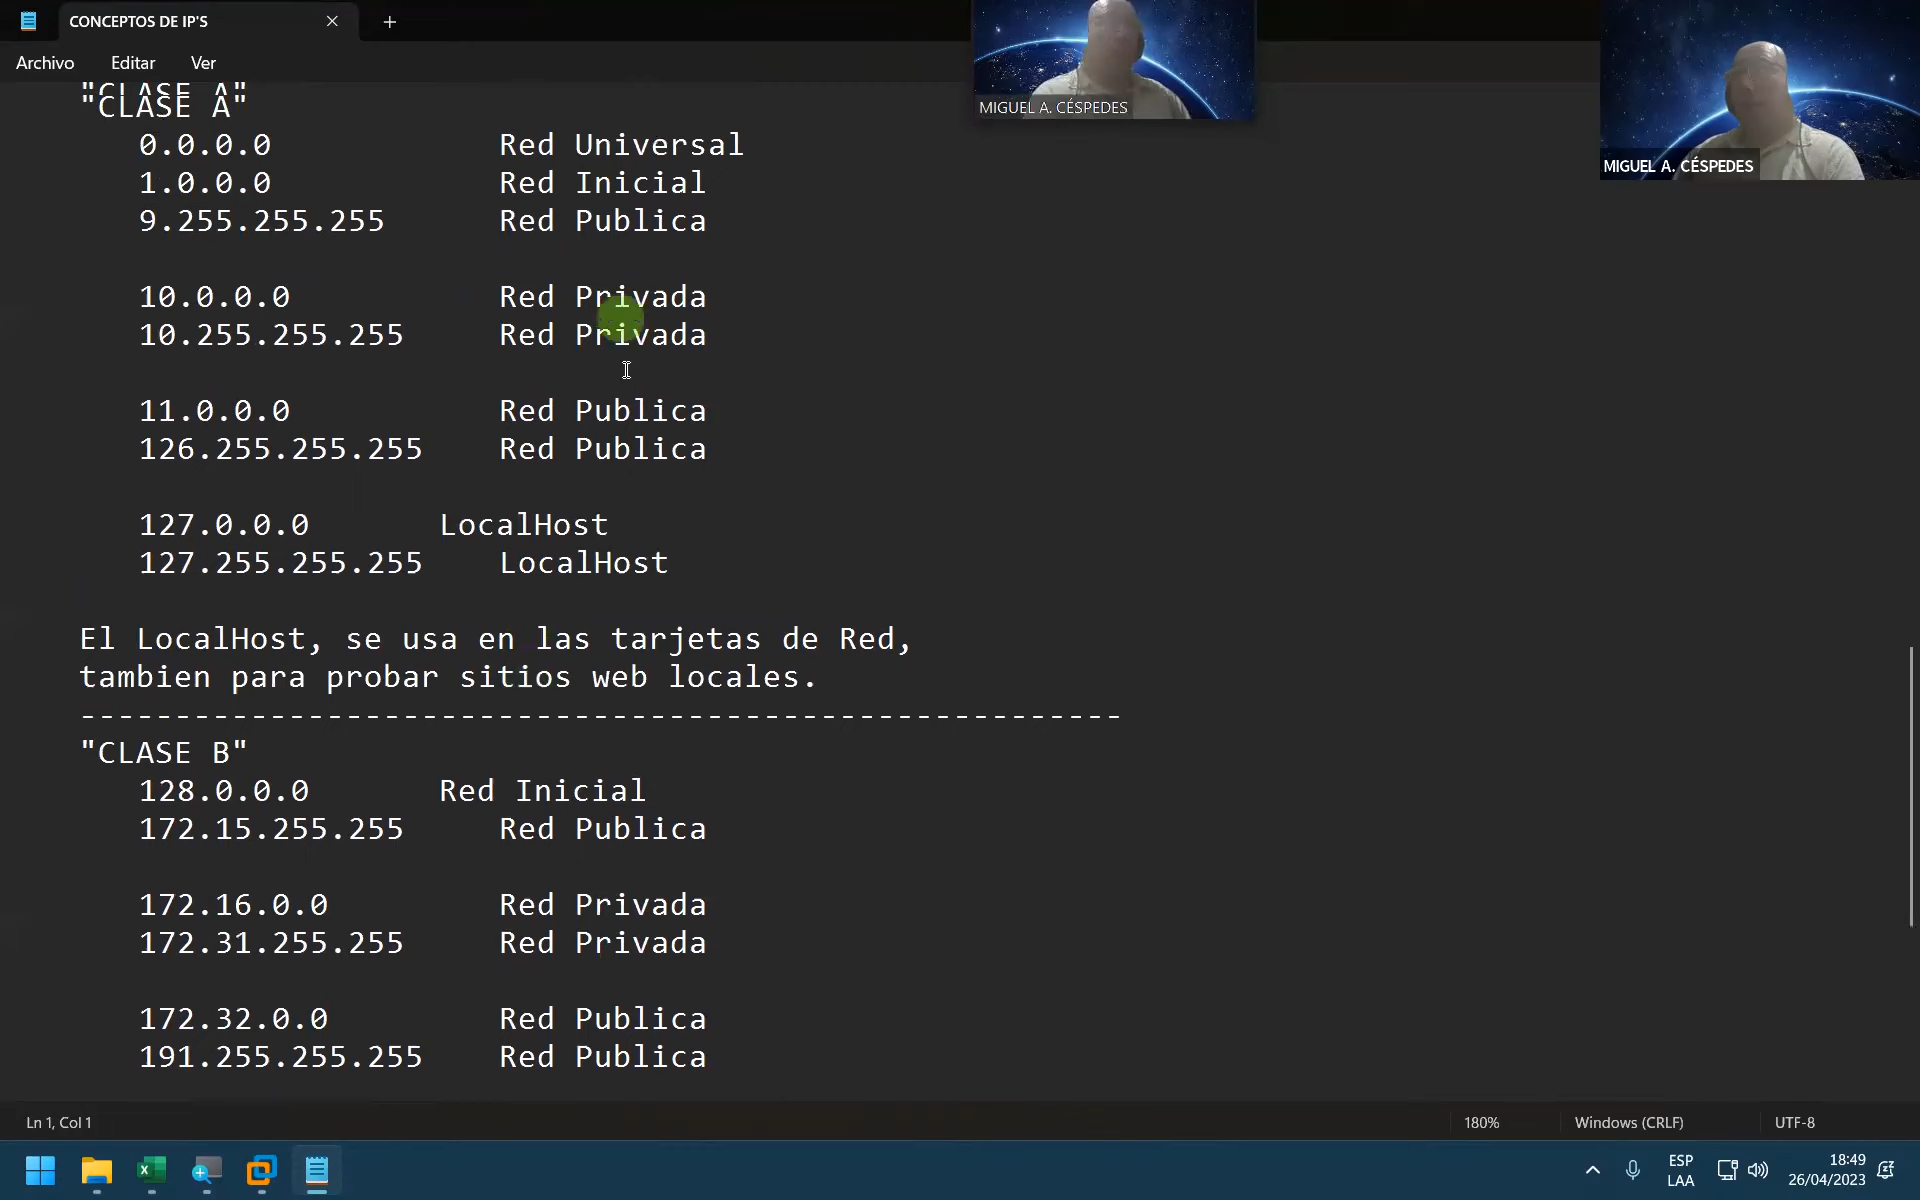 CONCEPTOS DE IP'S
Archivo Editar Ver
MIGUEL A. CÉSPEDES
MIGUEL A. CÉSPEDES
"CLASE A"
"CLASE A"
0.0.0.0 Red Universal
1.0.0.0 Red Inicial
9.255.255.255 Red Publica
10.0.0.0 Red Privada
10.255.255.255 Red Privada
11.0.0.0 Red Publica
126.255.255.255 Red Publica
127.0.0.0 LocalHost
127.255.255.255 LocalHost
El LocalHost, se usa en las tarjetas de Red,
tambien para probar sitios web locales.
-------------------------------------------------------
"CLASE B"
128.0.0.0 Red Inicial
172.15.255.255 Red Publica
172.16.0.0 Red Privada
172.31.255.255 Red Privada
172.32.0.0 Red Publica
191.255.255.255 Red Publica
Ln 1, Col 1 180% Windows (CRLF) UTF-8
ESP
LAA
18:49
26/04/2023